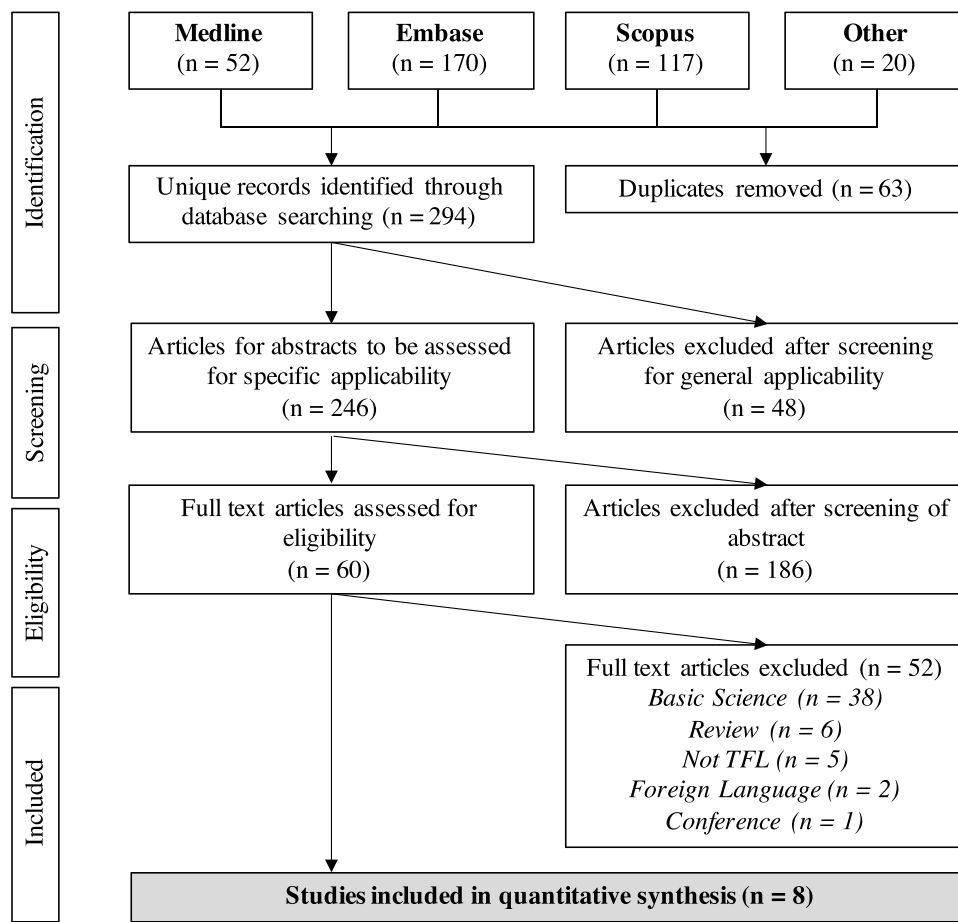 Identification
Medline
(n = 52)
Embase
(n = 170)
Scopus
(n = 117)
Other
(n = 20)
Unique records identified through
database searching (n = 294)
Duplicates removed (n = 63)
Screening
Articles for abstracts to be assessed
for specific applicability
(n = 246)
Articles excluded after screening
for general applicability
(n = 48)
Eligibility
Full text articles assessed for
eligibility
(n = 60)
Articles excluded after screening of
abstract
(n = 186)
Full text articles excluded (n = 52)
Basic Science (n = 38)
Review (n = 6)
Not TFL (n = 5)
Foreign Language (n = 2)
Conference (n = 1)
Included
Studies included in quantitative synthesis (n = 8)